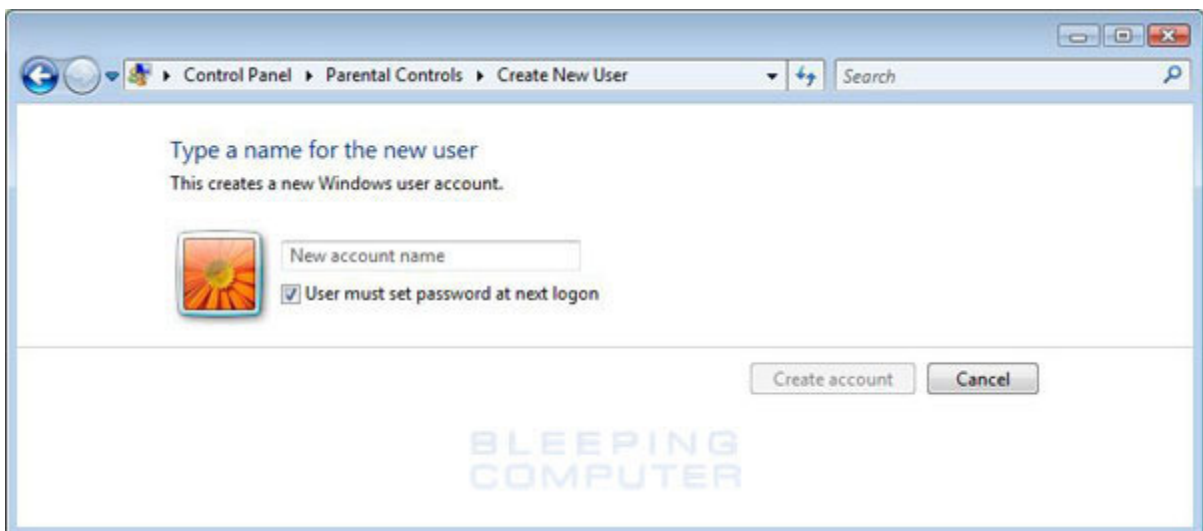 Control Panel Parental Controls Create New User Search
Type a name for the new user
This creates a new Windows user account.
New account name
User must set password at next logon
Create account Cancel
BLEEPING
COMPUTER